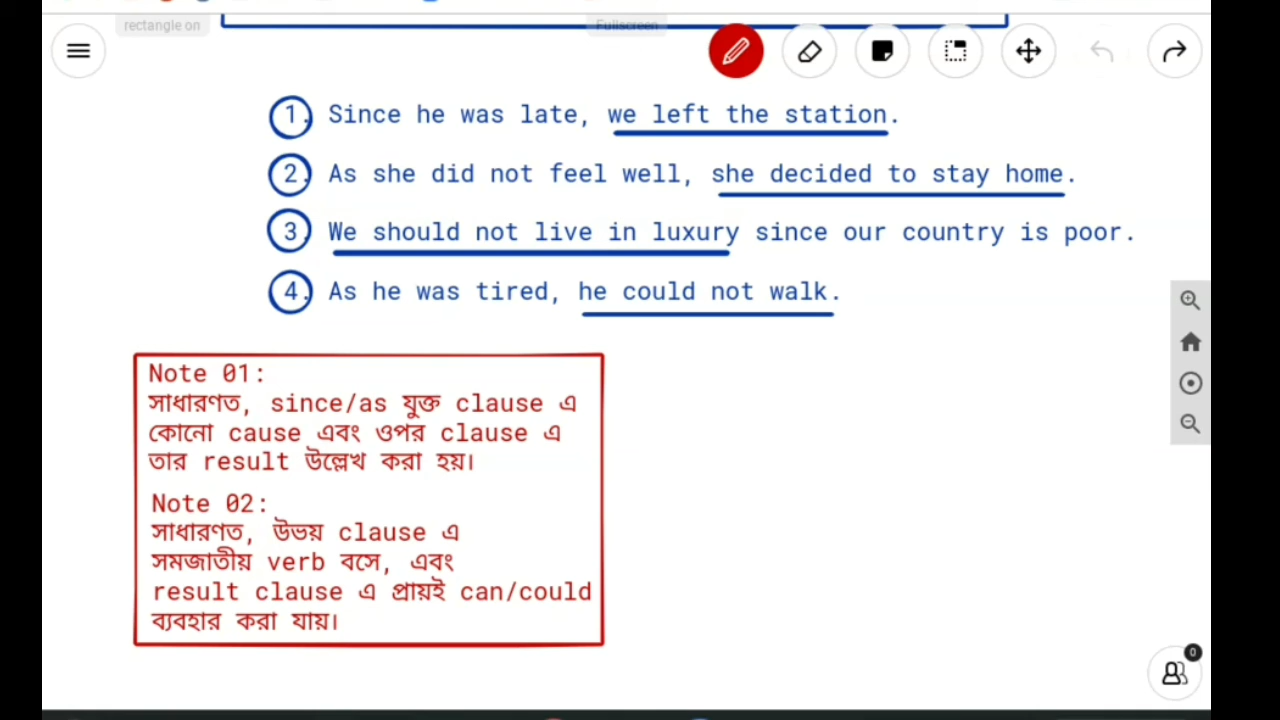 rectangle on
Fullscreen
1. Since he was late, we left the station.
2. As she did not feel well, she decided to stay home.
3. We should not live in luxury since our country is poor.
4. As he was tired, he could not walk.
Note 01:
সাধারণত, since/as যুক্ত clause এ
কোনো cause এবং ওপর clause এ
তার result উল্লেখ করা হয়।
Note 02:
সাধারণত, উভয় clause এ
সমজাতীয় verb বসে, এবং
result clause এ প্রায়ই can/could
ব্যবহার করা যায়।
0